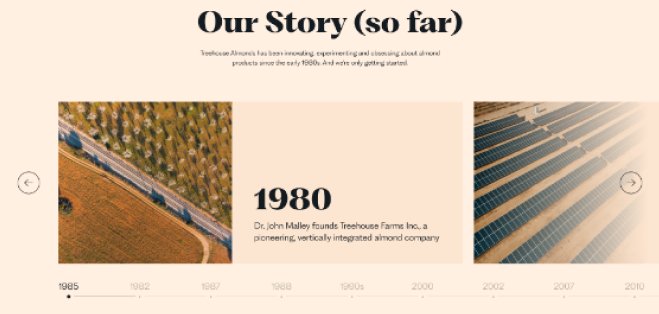 Our Story (so far)
Treehouse Almonds has been innovating, experimenting and obsessing about almond
products since the early 1980s. And we're only getting started.
1980
Dr. John Malley founds Treehouse Farms Inc., a
pioneering, vertically integrated almond company
1985 1982 1987 1988 1990s 2000 2002 2007 2010